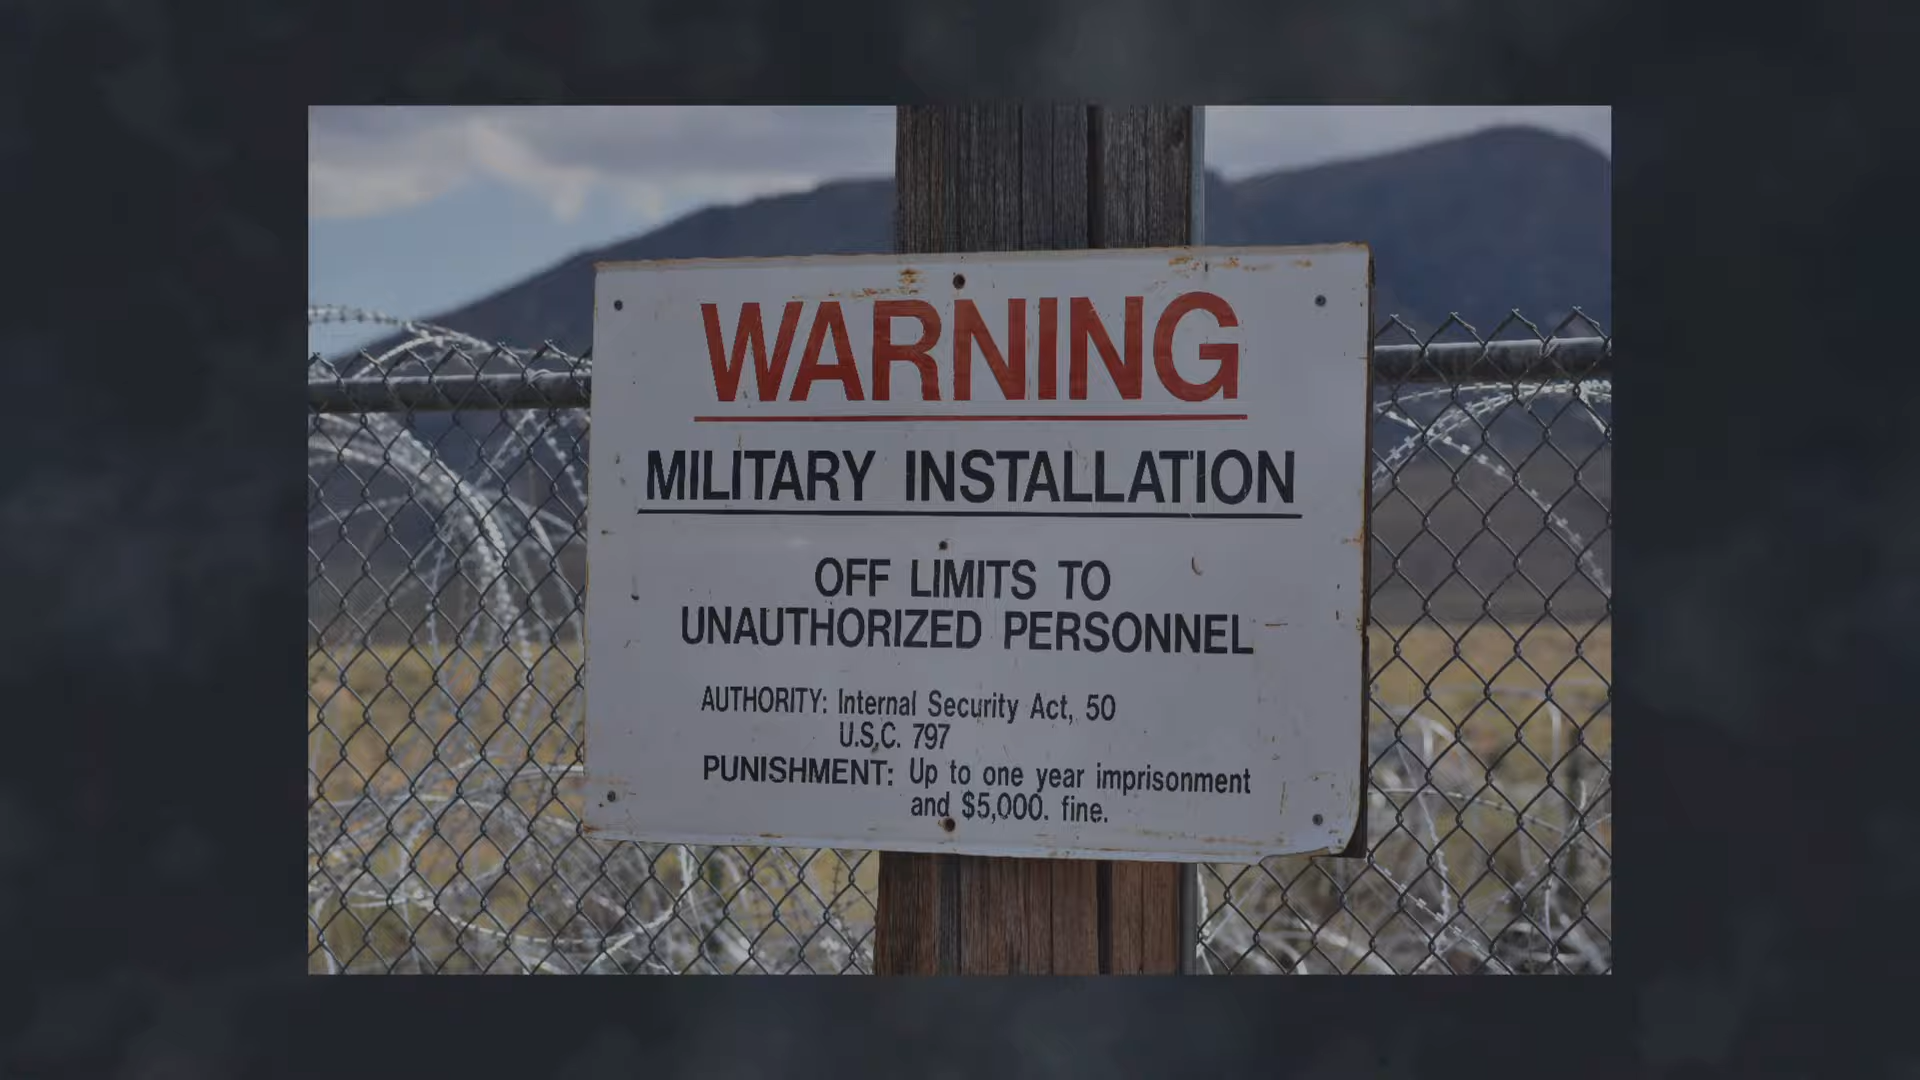 WARNING
MILITARY INSTALLATION
OFF LIMITS TO
UNAUTHORIZED PERSONNEL
AUTHORITY: Internal Security Act, 50
U.S.C. 797
PUNISHMENT: Up to one year imprisonment
and $5,000. fine.